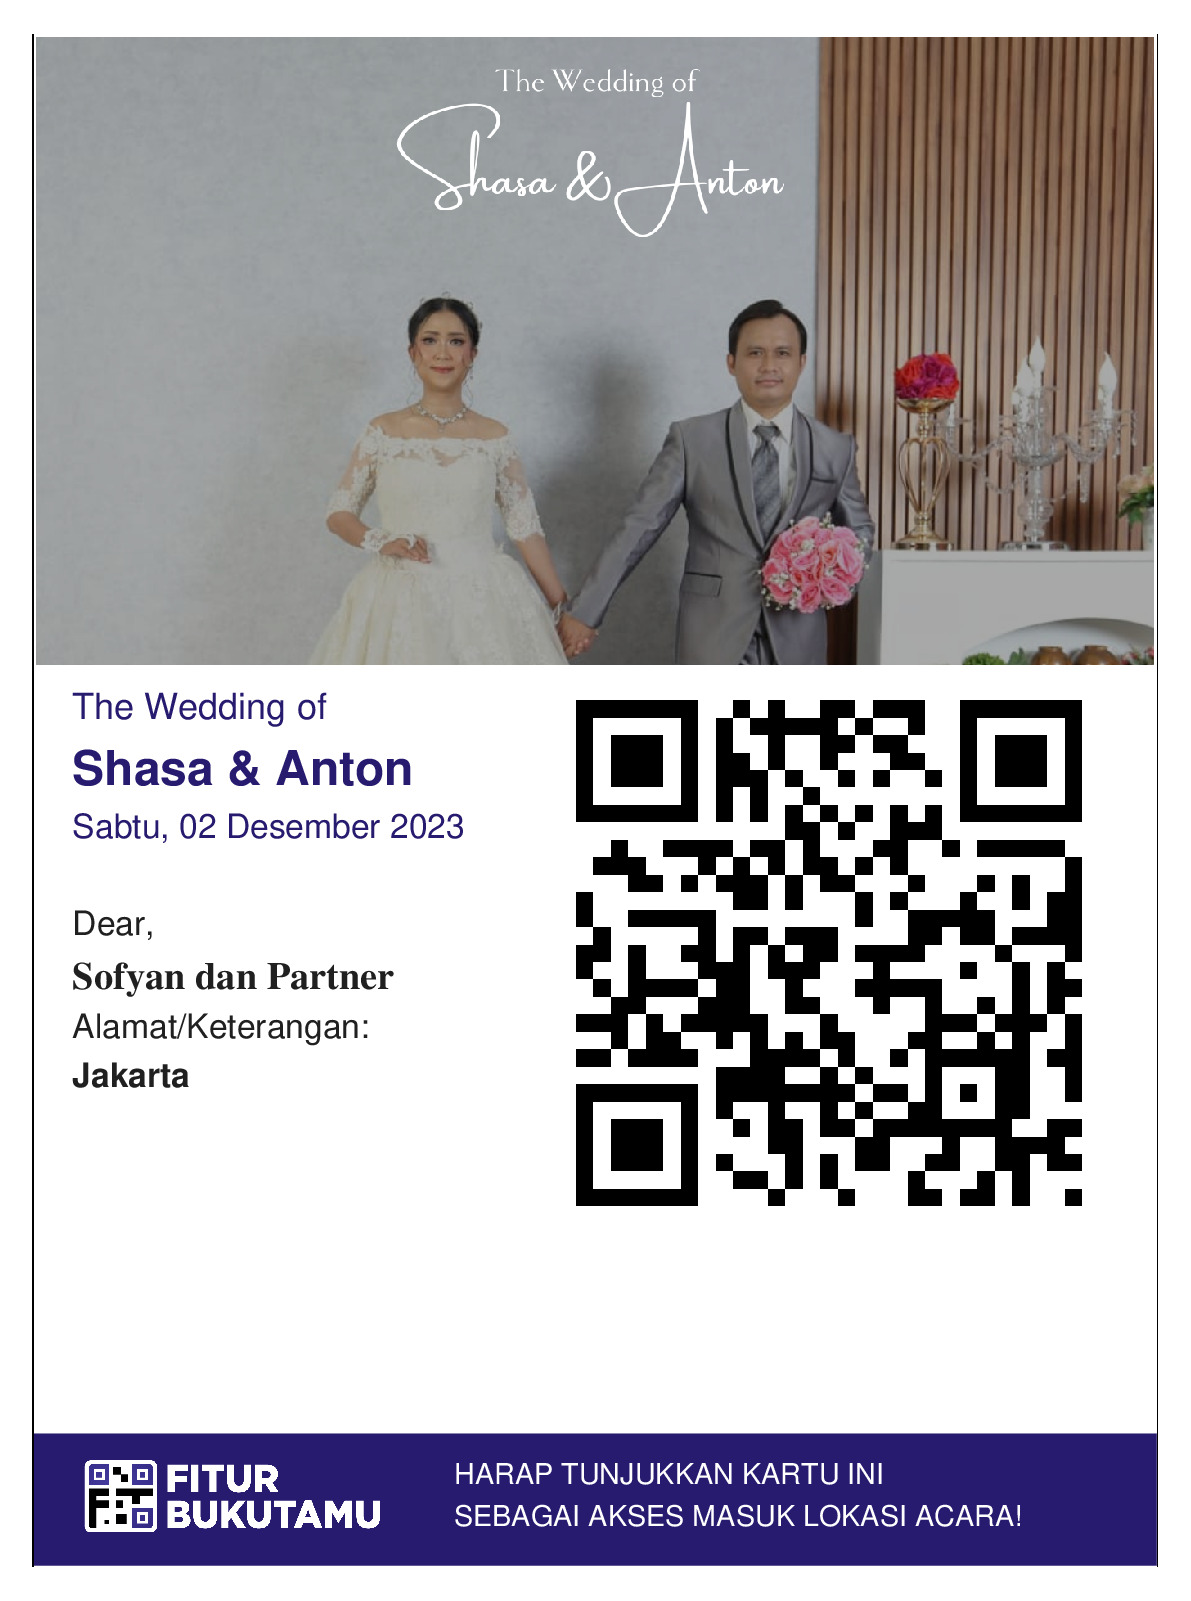 The Wedding of
Shasa & Anton
The Wedding of
Shasa & Anton
Sabtu, 02 Desember 2023
Dear,
Sofyan dan Partner
Alamat/Keterangan:
Jakarta
FITUR
BUKUTAMU
HARAP TUNJUKKAN KARTU INI
SEBAGAI AKSES MASUK LOKASI ACARA!